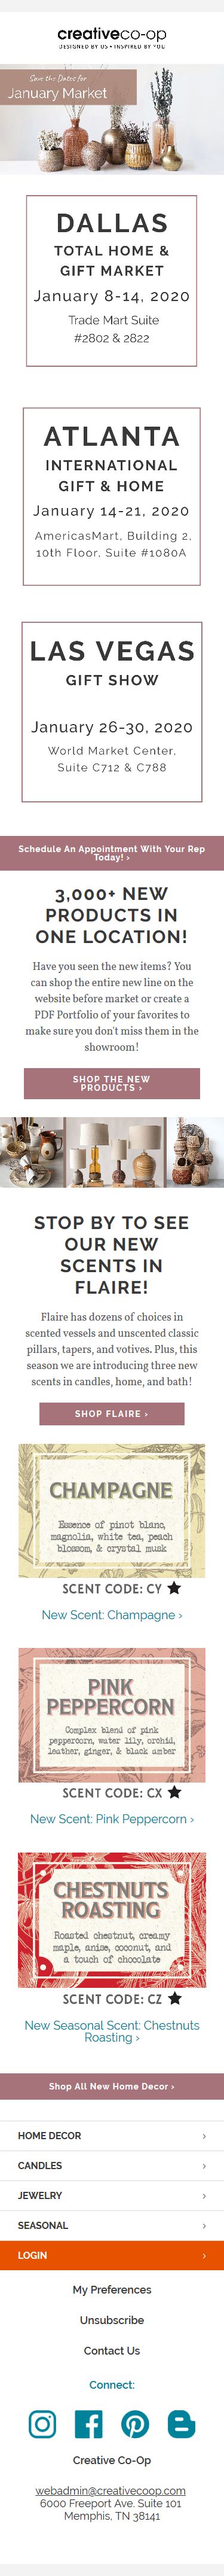 creativeco-op
DESIGNED BY US • INSPIRED BY YOU
Save the Dates for
January Market
DALLAS
TOTAL HOME &
GIFT MARKET
January 8-14, 2020
Trade Mart Suite
#2802 & 2822
ATLANTA
INTERNATIONAL
GIFT & HOME
January 14-21, 2020
AmericasMart, Building 2,
10th Floor, Suite #1080A
LAS VEGAS
GIFT SHOW
January 26-30, 2020
World Market Center,
Suite C712 & C788
Schedule An Appointment With Your Rep
Today! ›
3,000+ NEW
PRODUCTS IN
ONE LOCATION!
Have you seen the new items? You
can shop the entire new line on the
website before market or create a
PDF Portfolio of your favorites to
make sure you don't miss them in the
showroom!
SHOP THE NEW
PRODUCTS ›
STOP BY TO SEE
OUR NEW
SCENTS IN
FLAIRE!
Flaire has dozens of choices in
scented vessels and unscented classic
pillars, tapers, and votives. Plus, this
season we are introducing three new
scents in candles, home, and bath!
SHOP FLAIRE ›
CHAMPAGNE
Essence of pinot blanc,
magnolia, white tea, peach
blossom, & crystal musk
SCENT CODE: CY ★
New Scent: Champagne ›
PINK
PEPPERCORN
Complex blend of pink
peppercorn, water lily, orchid,
leather, ginger, & black amber
SCENT CODE: CX ★
New Scent: Pink Peppercorn ›
CHESTNUTS
ROASTING
Roasted chestnut, creamy
maple, anise, coconut, and
a touch of chocolate
SCENT CODE: CZ ★
New Seasonal Scent: Chestnuts
Roasting ›
Shop All New Home Decor ›
HOME DECOR ›
CANDLES ›
JEWELRY ›
SEASONAL ›
LOGIN ›
My Preferences
Unsubscribe
Contact Us
Connect:
Creative Co-Op
webadmin@creativecoop.com
6000 Freeport Ave. Suite 101
Memphis, TN 38141